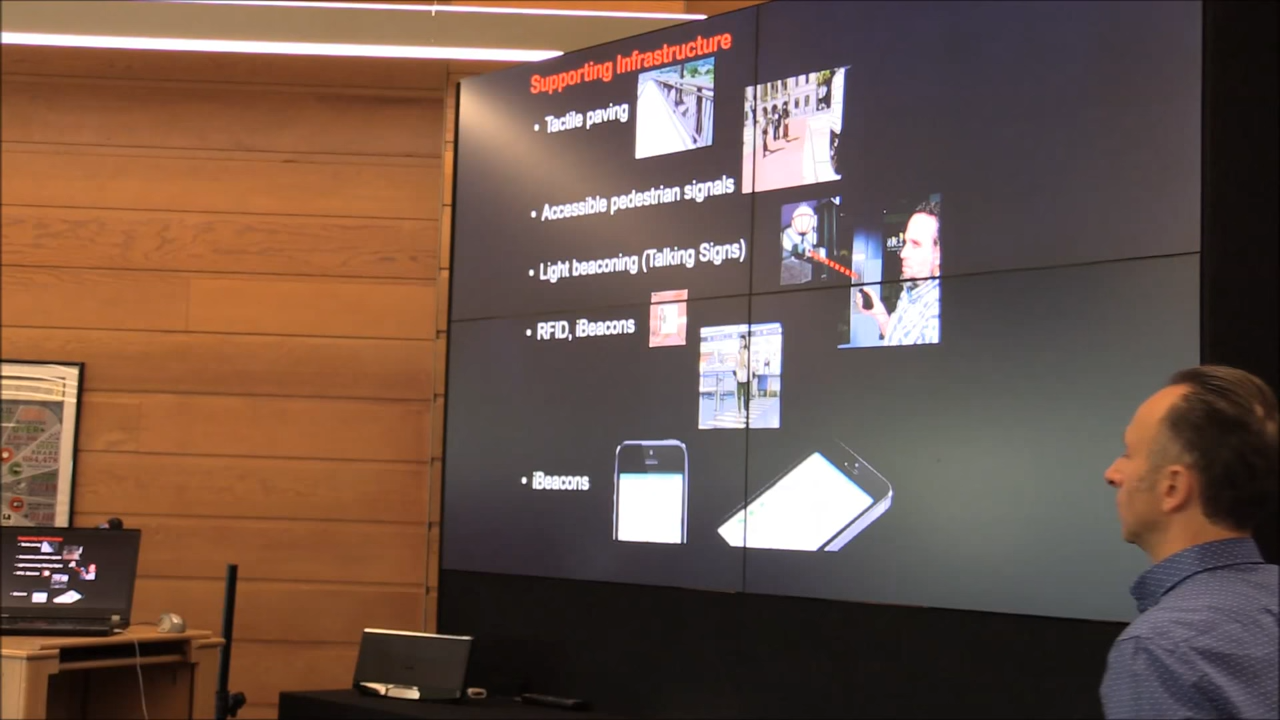 Supporting Infrastructure
• Tactile paving
• Accessible pedestrian signals
• Light beaconing (Talking Signs)
• RFID, iBeacons
• iBeacons